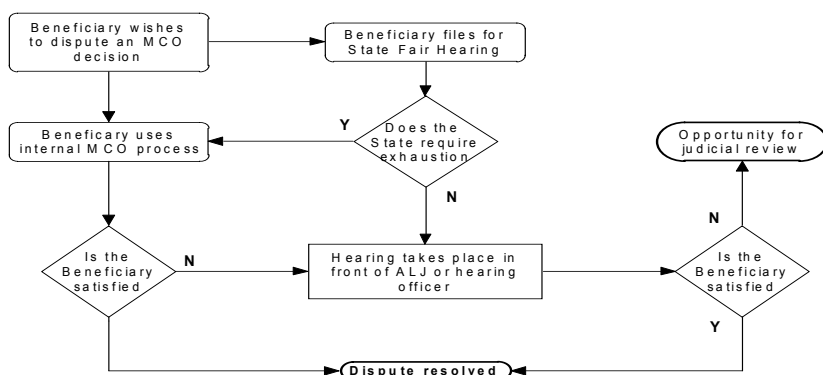 Beneficiary wishes
to dispute an MCO
decision
Beneficiary files for
State Fair Hearing
Beneficary uses
internal MCO process
Y
Does the
State require
exhaustion
Opportunity for
judicial review
N
N
Is the
Beneficiary
satisfied
N
Hearing takes place in
front of ALJ or hearing
officer
Is the
Beneficiary
satisfied
Y
Dispute resolved